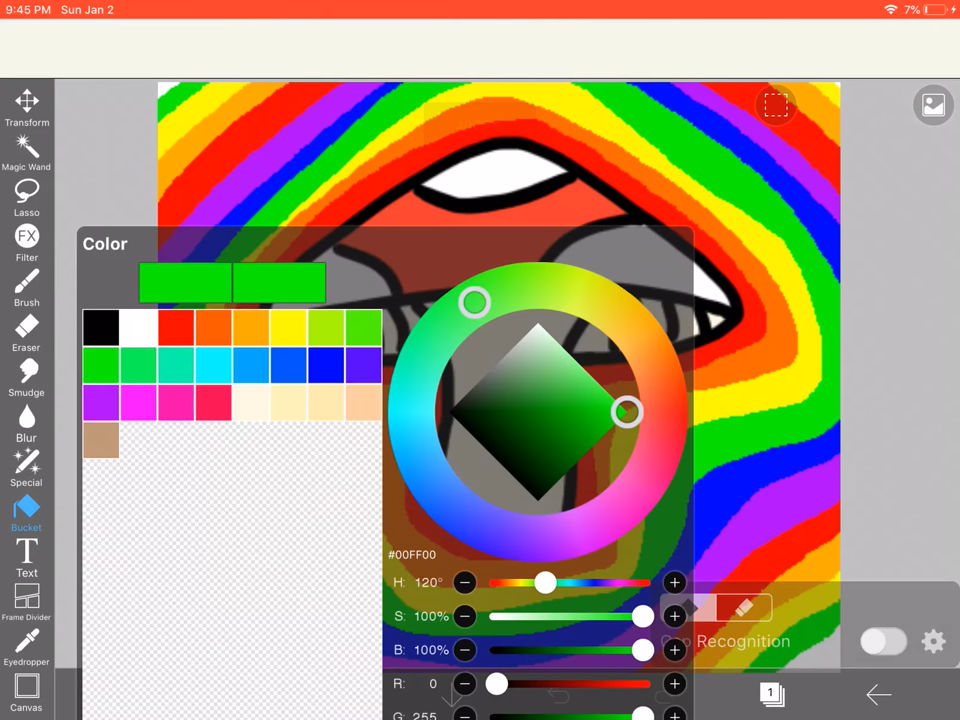 9:45 PM Sun Jan 2
7%
Transform
Magic Wand
Lasso
FX
Filter
Brush
Eraser
Smudge
Blur
Special
Bucket
T
Text
Frame Divider
Eyedropper
Canvas
Color
#00FF00
H: 120°
S: 100%
B: 100%
R: 0
G: 255
Recognition
1